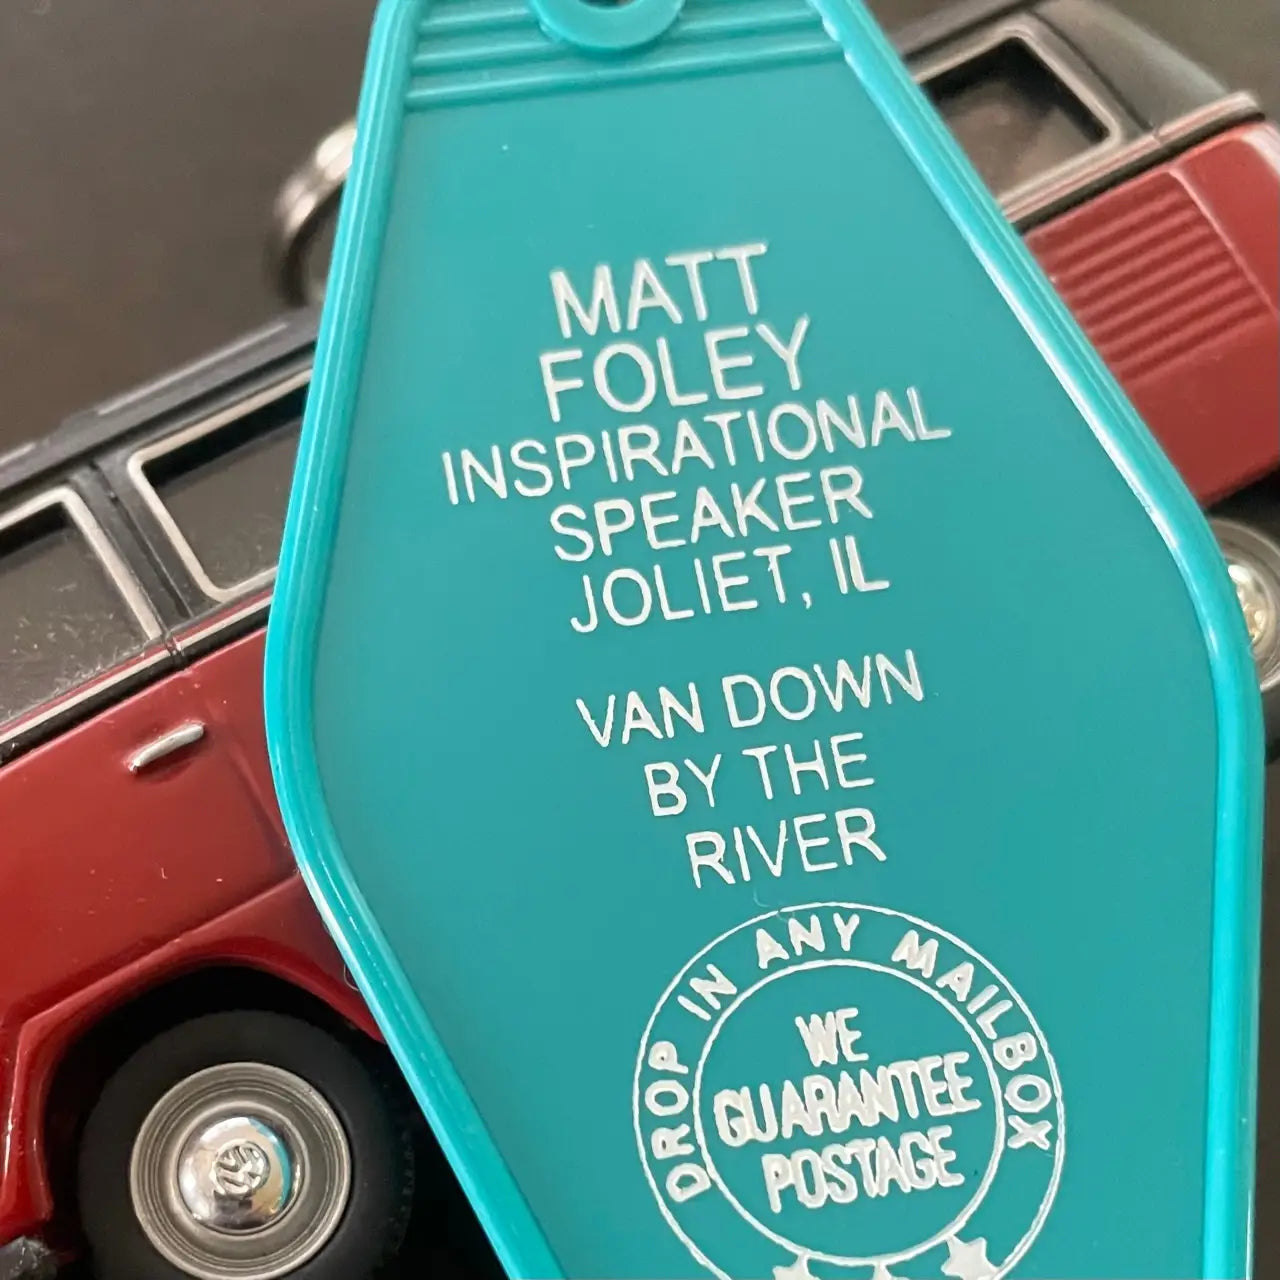 MATT
FOLEY
INSPIRATIONAL
SPEAKER
JOLIET, IL
VAN DOWN
BY THE
RIVER
DROP IN ANY MAILBOX
WE
GUARANTEE
POSTAGE